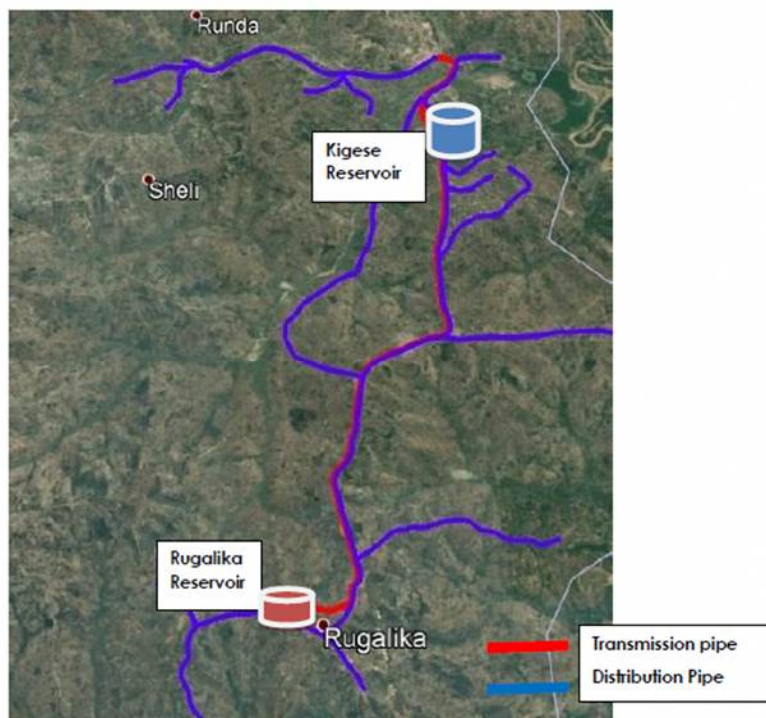 Runda
Kigese
Reservoir
Sheli
Rugalika
Reservoir
Rugalika
Transmission pipe
Distribution Pipe